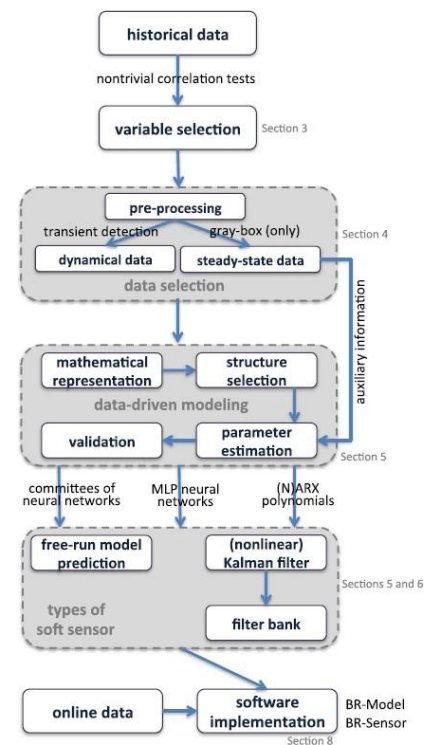 historical data
nontrivial correlation tests
variable selection
Section 3
pre-processing
Section 4
transient detection
gray-box (only)
dynamical data
steady-state data
data selection
auxiliary information
mathematical
representation
structure
selection
data-driven modeling
validation
parameter
estimation
Section 5
committees of
neural networks
MLP neural
networks
(N)ARX
polynomials
free-run model
prediction
(nonlinear)
Kalman filter
Sections 5 and 6
types of
soft sensor
filter bank
online data
software
implementation
BR-Model
BR-Sensor
Section 8